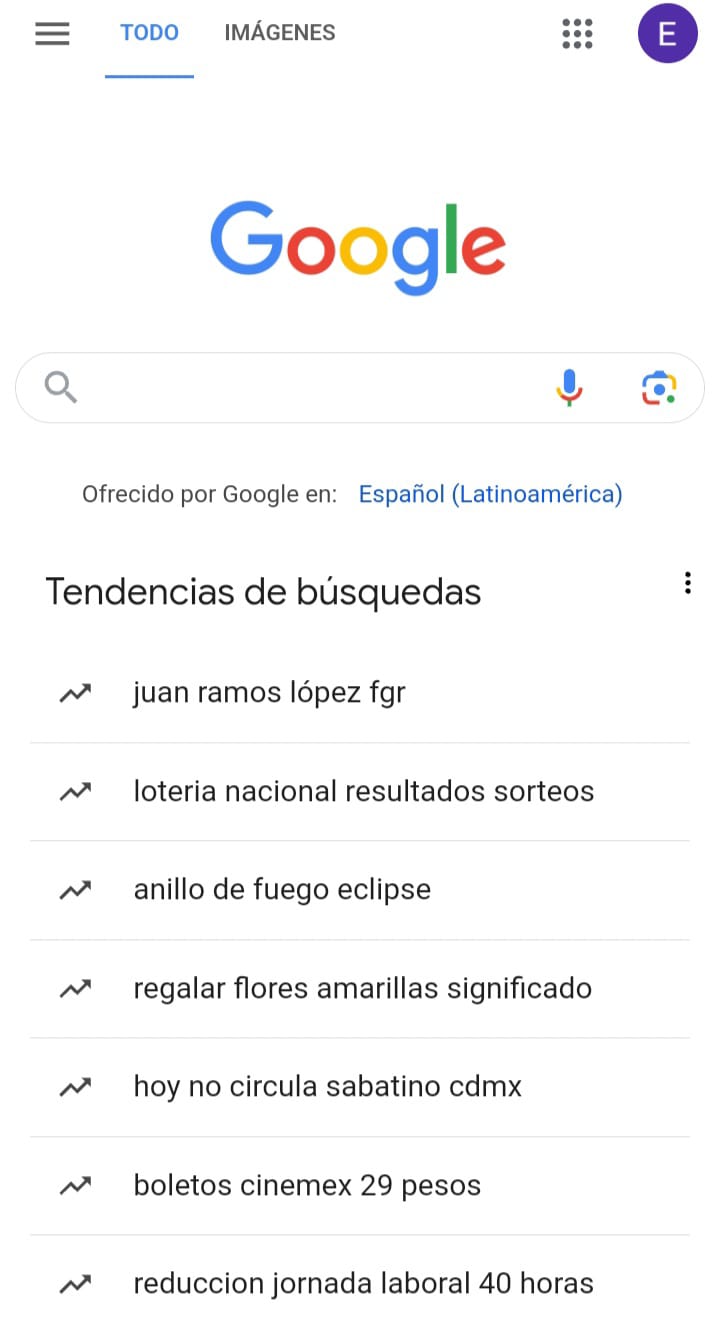 TODO IMÁGENES E
Google
Ofrecido por Google en: Español (Latinoamérica)
Tendencias de búsquedas
juan ramos lópez fgr
loteria nacional resultados sorteos
anillo de fuego eclipse
regalar flores amarillas significado
hoy no circula sabatino cdmx
boletos cinemex 29 pesos
reduccion jornada laboral 40 horas